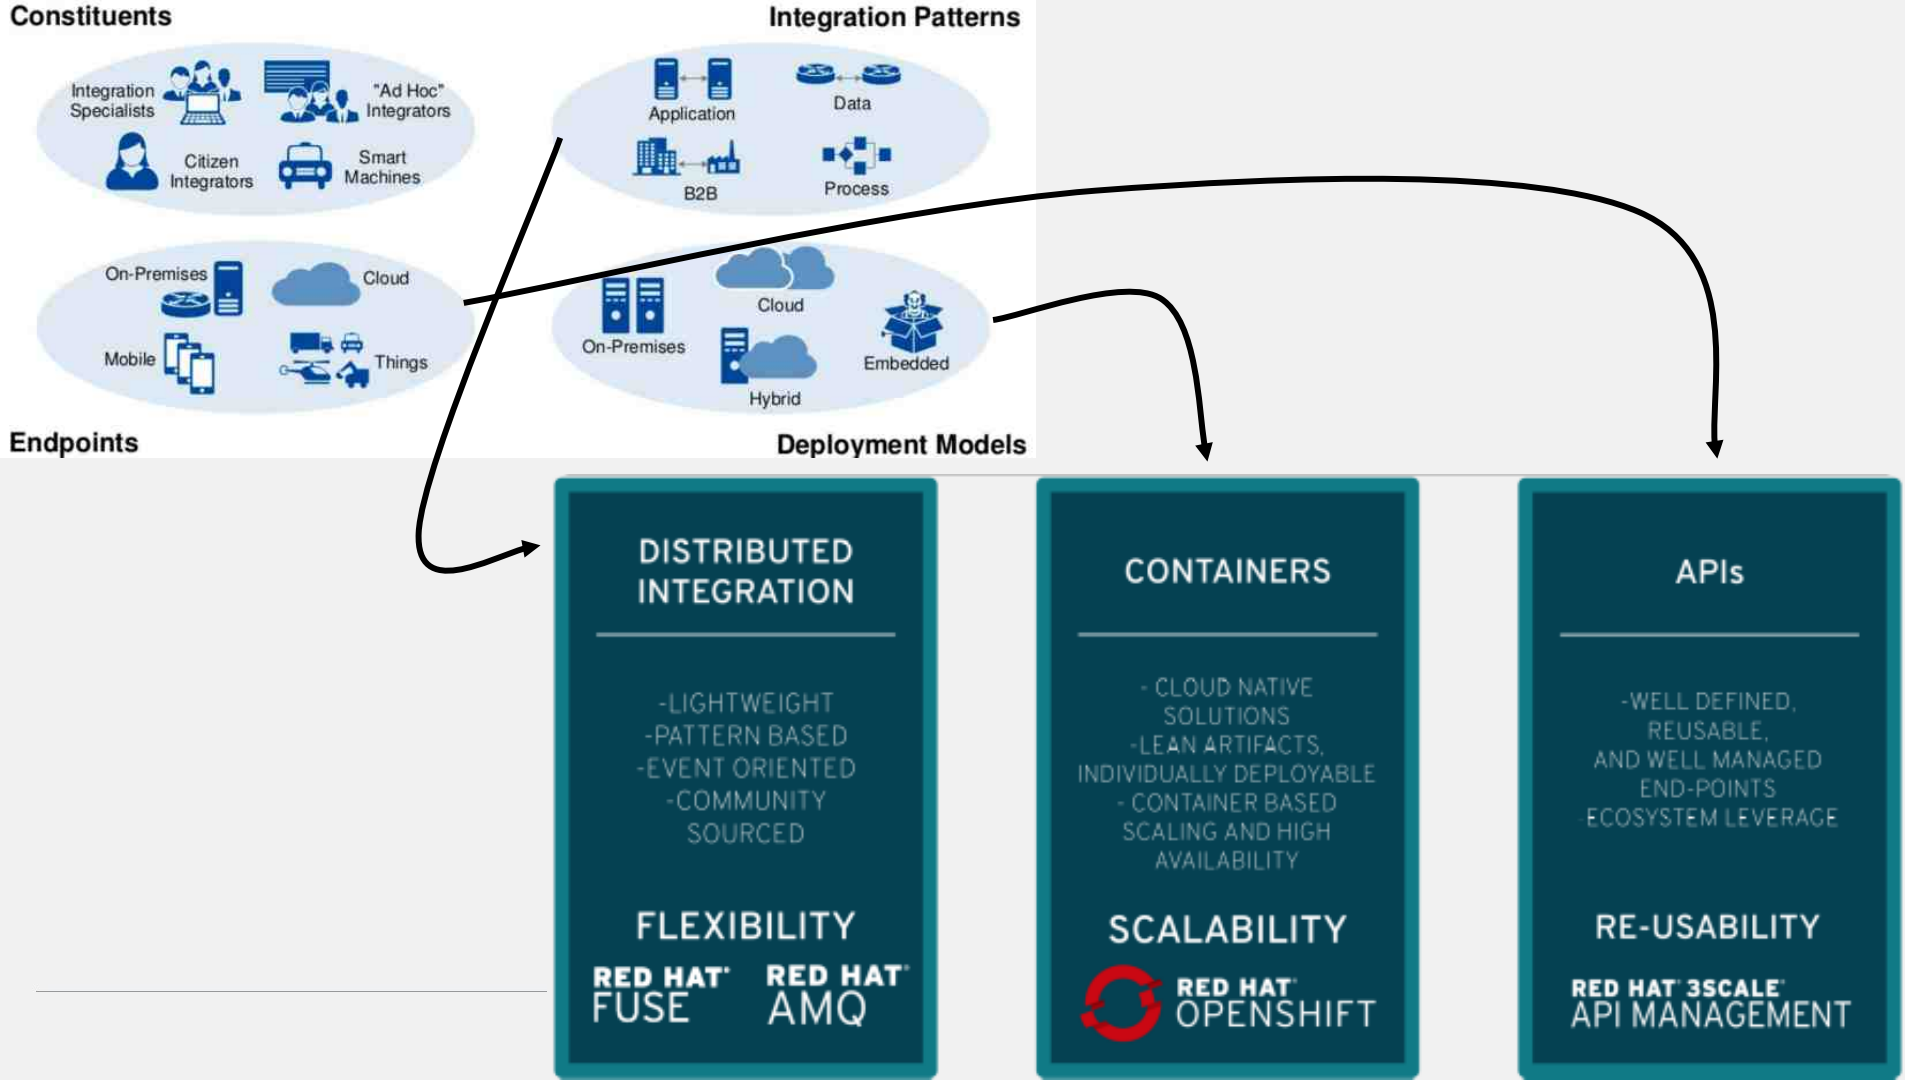 Constituents
Integration
Specialists
"Ad Hoc"
Integrators
Citizen
Integrators
Smart
Machines
Integration Patterns
Application
Data
B2B
Process
On-Premises
Cloud
Mobile
Things
Endpoints
Cloud
On-Premises
Embedded
Hybrid
Deployment Models
DISTRIBUTED
INTEGRATION
-LIGHTWEIGHT
-PATTERN BASED
-EVENT ORIENTED
-COMMUNITY
SOURCED
FLEXIBILITY
RED HAT®
FUSE
RED HAT®
AMQ
CONTAINERS
- CLOUD NATIVE
SOLUTIONS
-LEAN ARTIFACTS,
INDIVIDUALLY DEPLOYABLE
- CONTAINER BASED
SCALING AND HIGH
AVAILABILITY
SCALABILITY
RED HAT®
OPENSHIFT
APIs
-WELL DEFINED,
REUSABLE,
AND WELL MANAGED
END-POINTS
-ECOSYSTEM LEVERAGE
RE-USABILITY
RED HAT® 3SCALE®
API MANAGEMENT